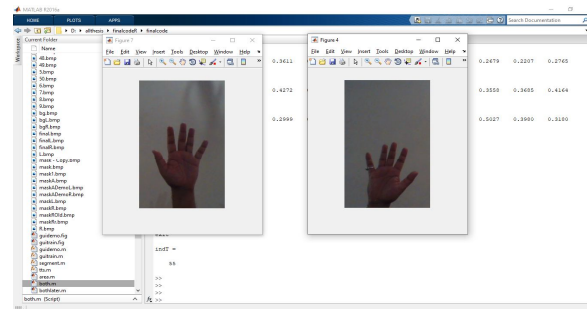 MATLAB R2016a
HOME PLOTS APPS
Search Documentation
D: ▸ allthesis ▸ finalcodeR ▸ finalcode
Current Folder
Workspace
Name
48.bmp
49.bmp
5.bmp
50.bmp
6.bmp
7.bmp
8.bmp
9.bmp
bg.bmp
bgL.bmp
bgR.bmp
final.bmp
finalL.bmp
finalR.bmp
L.bmp
mask - Copy.bmp
mask.bmp
mask1.bmp
maskA.bmp
maskADemoL.bmp
maskADemoR.bmp
maskL.bmp
maskR.bmp
maskROld.bmp
maskRr.bmp
R.bmp
guidemo.fig
guitrain.fig
guidemo.m
guitrain.m
segment.m
tts.m
area.m
both.m
bothlater.m
both.m (Script)
Figure 7
File Edit View Insert Tools Desktop Window Help
Figure 4
File Edit View Insert Tools Desktop Window Help
0.3611 0.2679 0.2207 0.2765
0.4272 0.3558 0.3685 0.4164
0.2999 0.5027 0.3980 0.3180
indT =
55
>>
>>
>>
fx >>